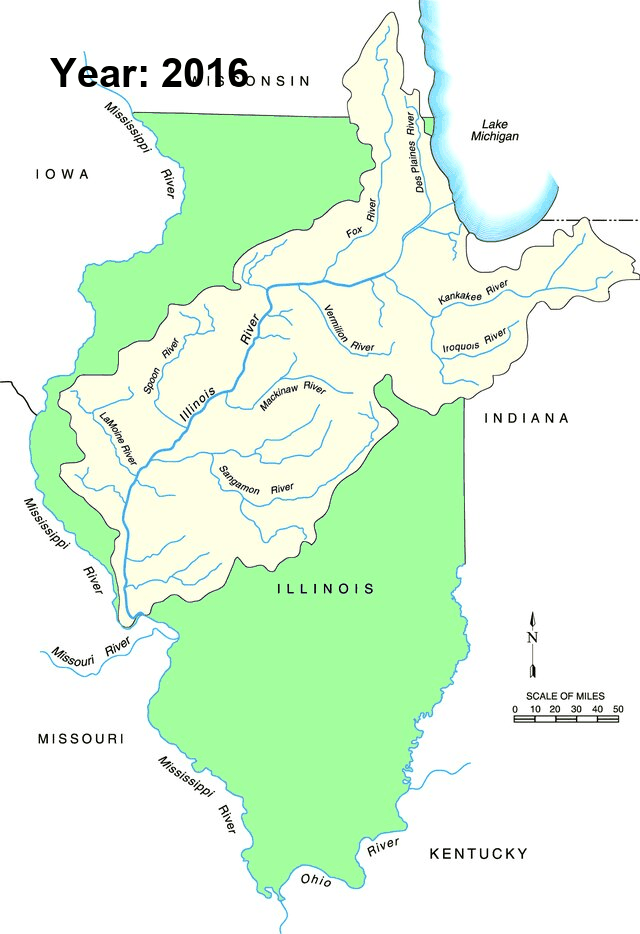 Year: 2016
WISCONSIN
Mississippi
River
IOWA
Lake
Michigan
Des Plaines River
Fox
River
Kankakee River
Iroquois River
Vermilion River
Illinois
River
Spoon River
Mackinaw River
LaMoine River
Sangamon River
INDIANA
Mississippi
River
ILLINOIS
Missouri River
N
SCALE OF MILES
0 10 20 30 40 50
MISSOURI
Mississippi
River
Ohio
River
KENTUCKY